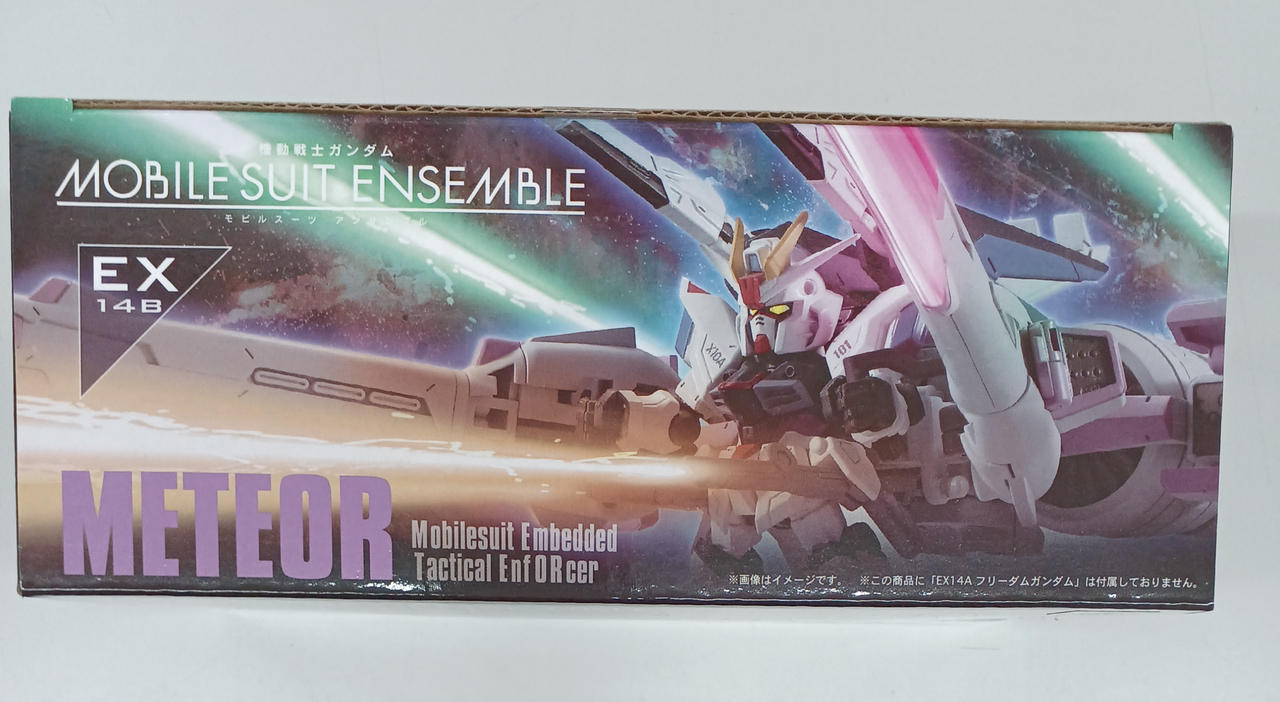 機動戦士ガンダム
MOBILE SUIT ENSEMBLE
モビルスーツ アンサンブル
EX
14B
X10A
101
METEOR
Mobilesuit Embedded
Tactical EnfORcer
※画像はイメージです。 ※この商品に「EX14A フリーダムガンダム」は付属しておりません。